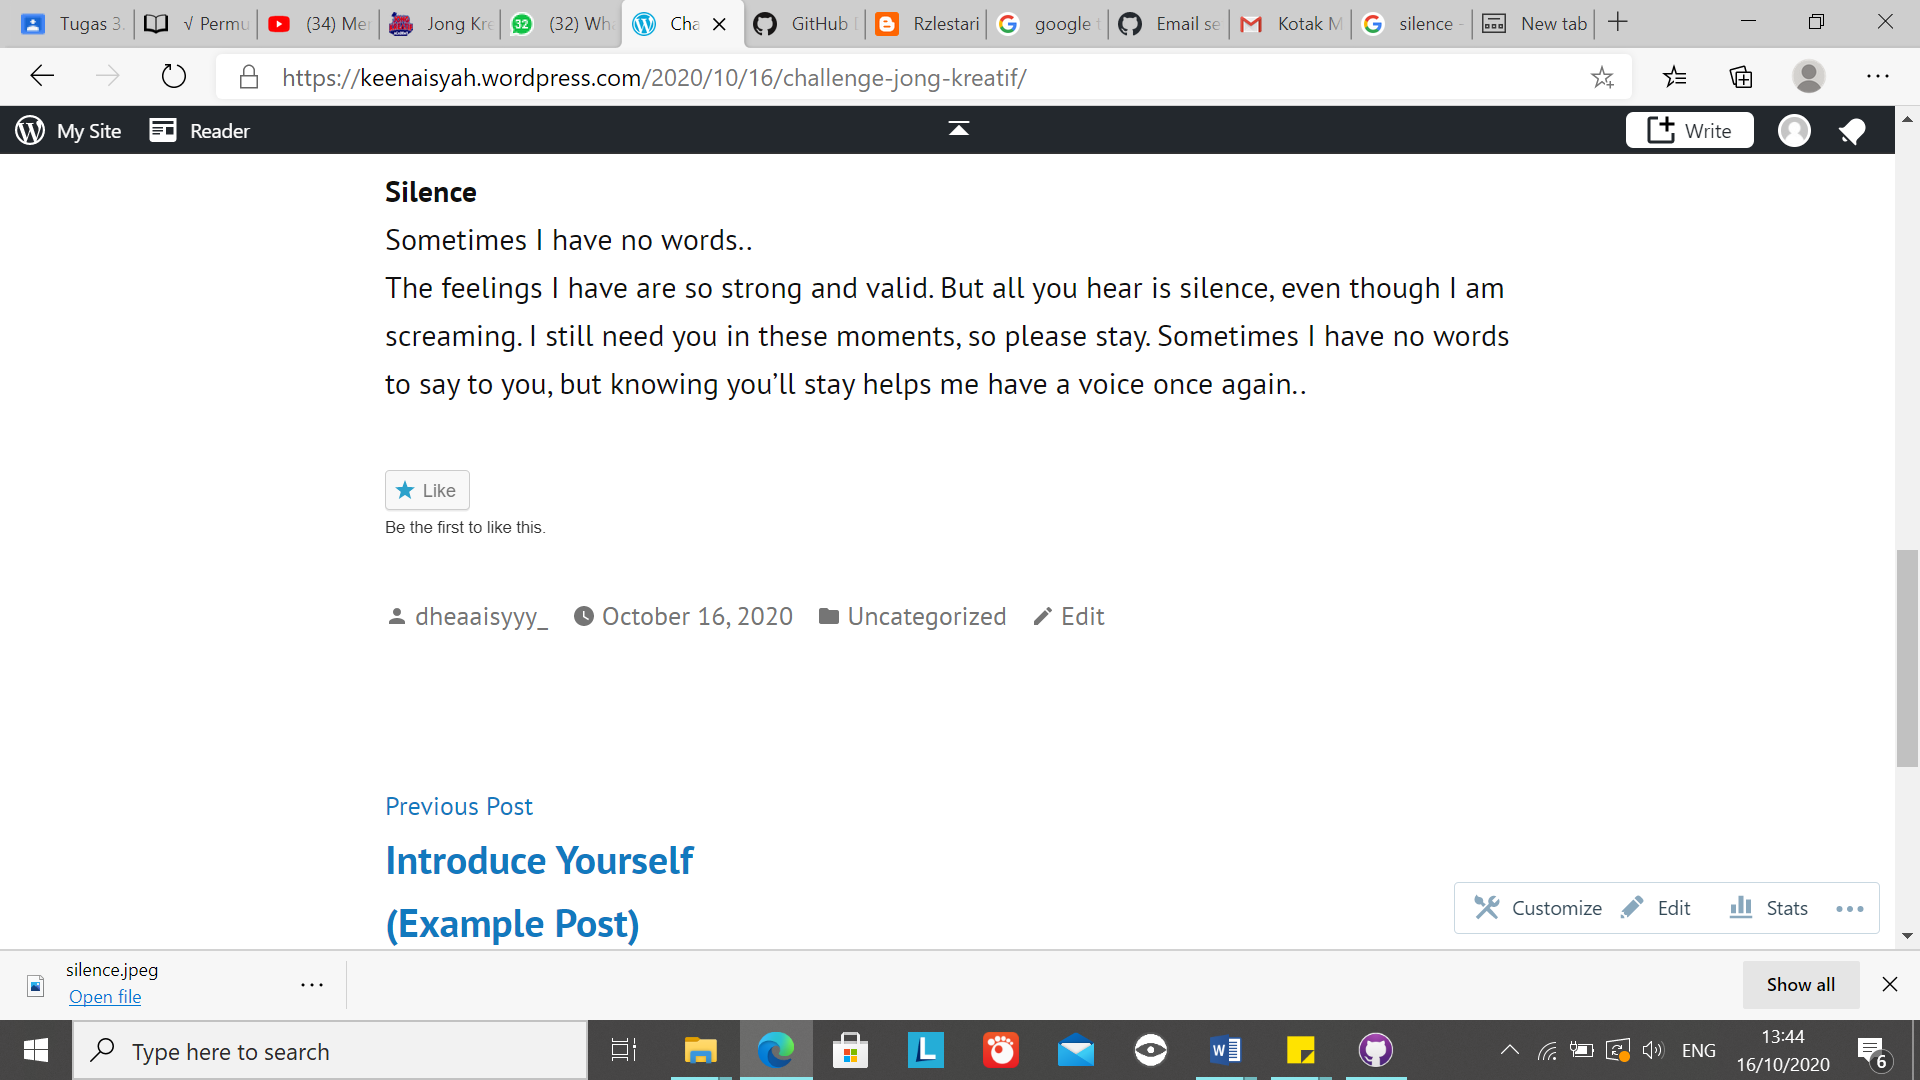 Tugas 3. √ Permu (34) Mer Jong Kre (32) Wha Cha GitHub Rzlestari google t Email se Kotak M silence - New tab
https://keenaisyah.wordpress.com/2020/10/16/challenge-jong-kreatif/
My Site Reader Write
Silence
Sometimes I have no words..
The feelings I have are so strong and valid. But all you hear is silence, even though I am
screaming. I still need you in these moments, so please stay. Sometimes I have no words
to say to you, but knowing you’ll stay helps me have a voice once again..
Like
Be the first to like this.
dheaaisyyy_ October 16, 2020 Uncategorized Edit
Previous Post
Introduce Yourself
(Example Post)
Customize Edit Stats
silence.jpeg
Open file
Show all
Type here to search
ENG
13:44
16/10/2020
6